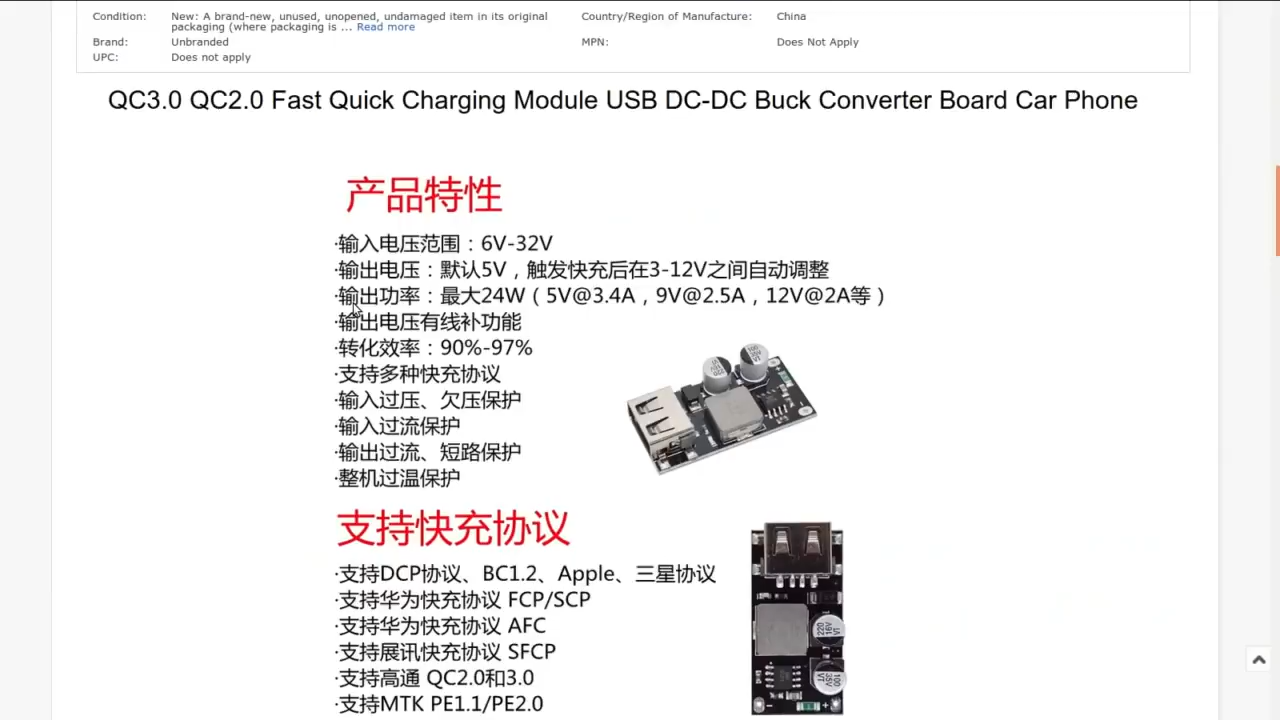 Condition:
New: A brand-new, unused, unopened, undamaged item in its original
packaging (where packaging is ... Read more
Country/Region of Manufacture:
China
Brand:
Unbranded
MPN:
Does Not Apply
UPC:
Does not apply
QC3.0 QC2.0 Fast Quick Charging Module USB DC-DC Buck Converter Board Car Phone
产品特性
·输入电压范围：6V-32V
·输出电压：默认5V，触发快充后在3-12V之间自动调整
·输出功率：最大24W（5V@3.4A，9V@2.5A，12V@2A等）
·输出电压有线补功能
·转化效率：90%-97%
·支持多种快充协议
·输入过压、欠压保护
·输入过流保护
·输出过流、短路保护
·整机过温保护
支持快充协议
·支持DCP协议、BC1.2、Apple、三星协议
·支持华为快充协议 FCP/SCP
·支持华为快充协议 AFC
·支持展讯快充协议 SFCP
·支持高通 QC2.0和3.0
·支持MTK PE1.1/PE2.0
220
16V
VT
100
35V
VT